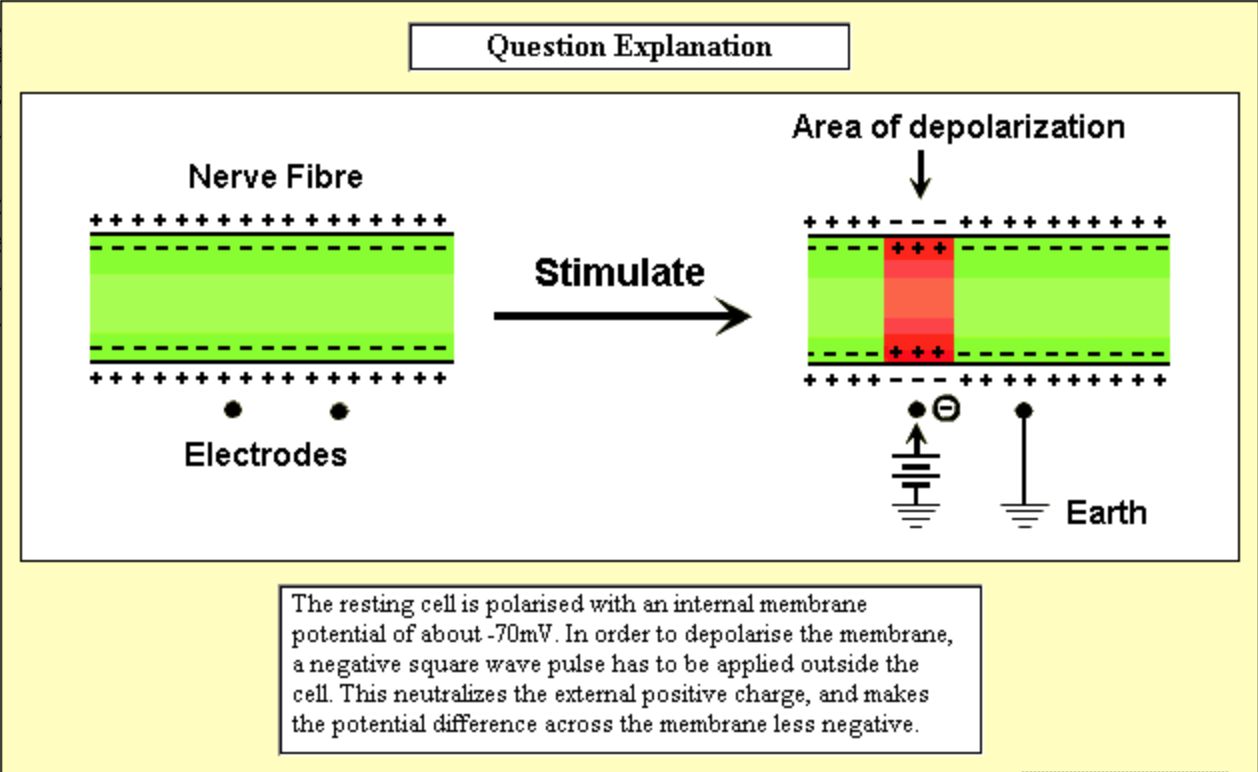 Question Explanation
Area of depolarization
Nerve Fibre
+ + + + + + + + + + + + + + + + +
+ + + + - - - + + + + + + + + + +
- - - - - - - - - - - - - - - - -
- - - - + + + - - - - - - - - - -
Stimulate
- - - - - - - - - - - - - - - - -
- - - - + + + - - - - - - - - - -
+ + + + + + + + + + + + + + + + +
+ + + + - - - + + + + + + + + + +
-
Electrodes
Earth
The resting cell is polarised with an internal membrane
potential of about -70mV. In order to depolarise the membrane,
a negative square wave pulse has to be applied outside the
cell. This neutralizes the external positive charge, and makes
the potential difference across the membrane less negative.